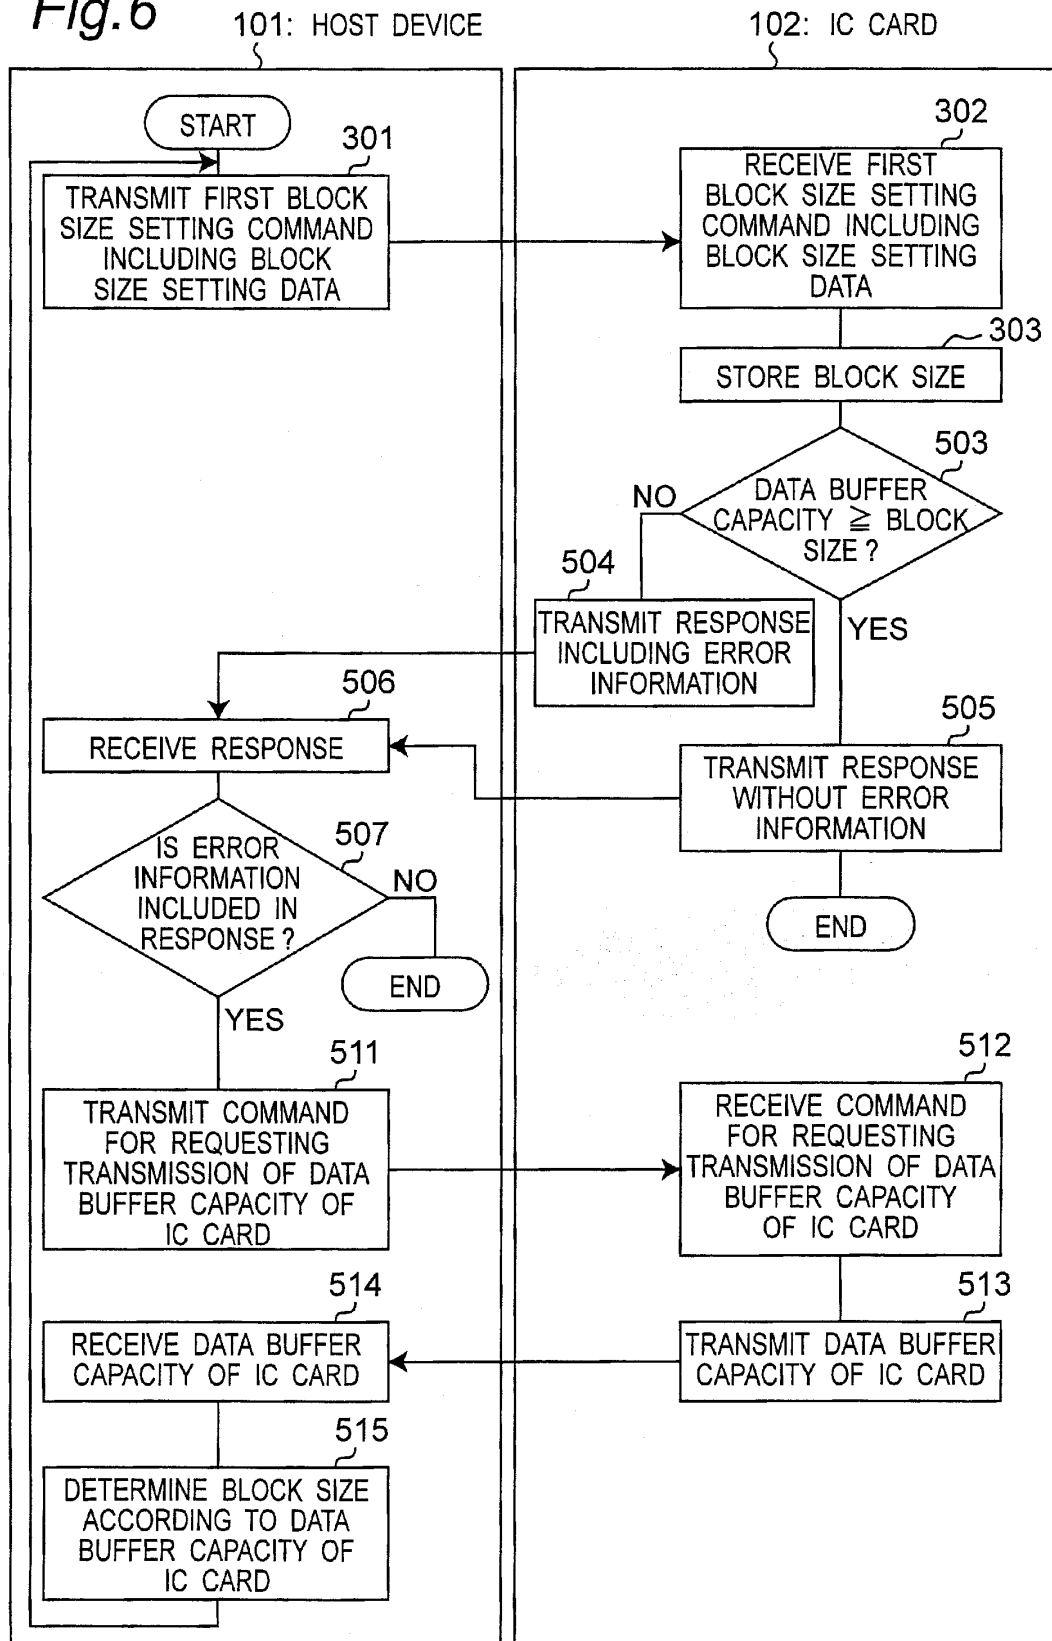 Fig.6
101: HOST DEVICE
102: IC CARD
START
301
TRANSMIT FIRST BLOCK
SIZE SETTING COMMAND
INCLUDING BLOCK
SIZE SETTING DATA
302
RECEIVE FIRST
BLOCK SIZE SETTING
COMMAND INCLUDING
BLOCK SIZE SETTING
DATA
303
STORE BLOCK SIZE
503
DATA BUFFER
CAPACITY ≧ BLOCK
SIZE?
NO
YES
504
TRANSMIT RESPONSE
INCLUDING ERROR
INFORMATION
506
RECEIVE RESPONSE
505
TRANSMIT RESPONSE
WITHOUT ERROR
INFORMATION
END
507
IS ERROR
INFORMATION
INCLUDED IN
RESPONSE?
NO
END
YES
511
TRANSMIT COMMAND
FOR REQUESTING
TRANSMISSION OF DATA
BUFFER CAPACITY OF
IC CARD
512
RECEIVE COMMAND
FOR REQUESTING
TRANSMISSION OF DATA
BUFFER CAPACITY
OF IC CARD
513
TRANSMIT DATA BUFFER
CAPACITY OF IC CARD
514
RECEIVE DATA BUFFER
CAPACITY OF IC CARD
515
DETERMINE BLOCK SIZE
ACCORDING TO DATA
BUFFER CAPACITY OF
IC CARD